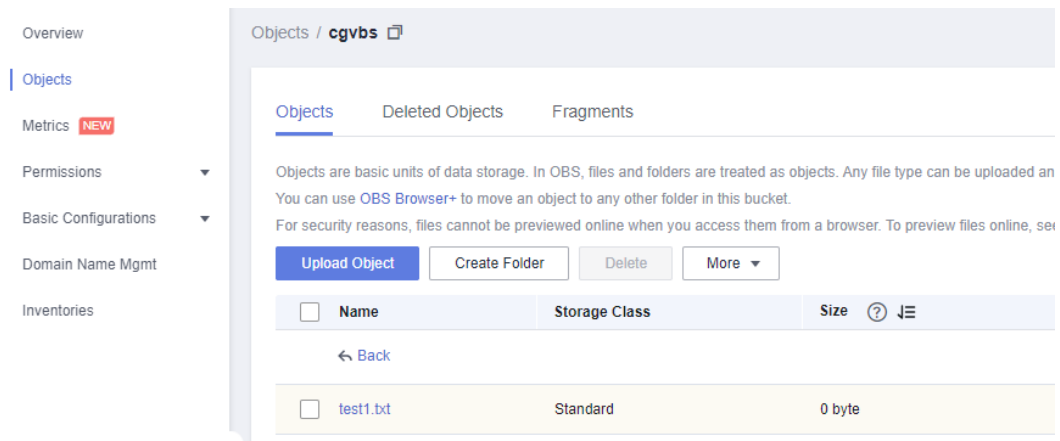 Overview
Objects
Metrics NEW
Permissions
Basic Configurations
Domain Name Mgmt
Inventories
Objects / cgvbs
Objects Deleted Objects Fragments
Objects are basic units of data storage. In OBS, files and folders are treated as objects. Any file type can be uploaded an
You can use OBS Browser+ to move an object to any other folder in this bucket.
For security reasons, files cannot be previewed online when you access them from a browser. To preview files online, see
Upload Object Create Folder Delete More
Name Storage Class Size ?
Back
test1.txt Standard 0 byte